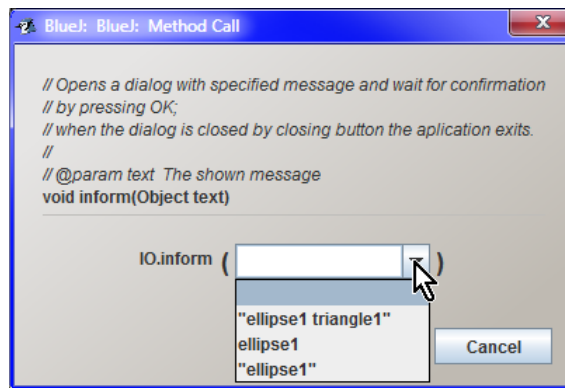 BlueJ: BlueJ: Method Call
// Opens a dialog with specified message and wait for confirmation
// by pressing OK;
// when the dialog is closed by closing button the aplication exits.
//
// @param text The shown message
void inform(Object text)
IO.inform ( )
"ellipse1 triangle1"
ellipse1
"ellipse1"
Cancel